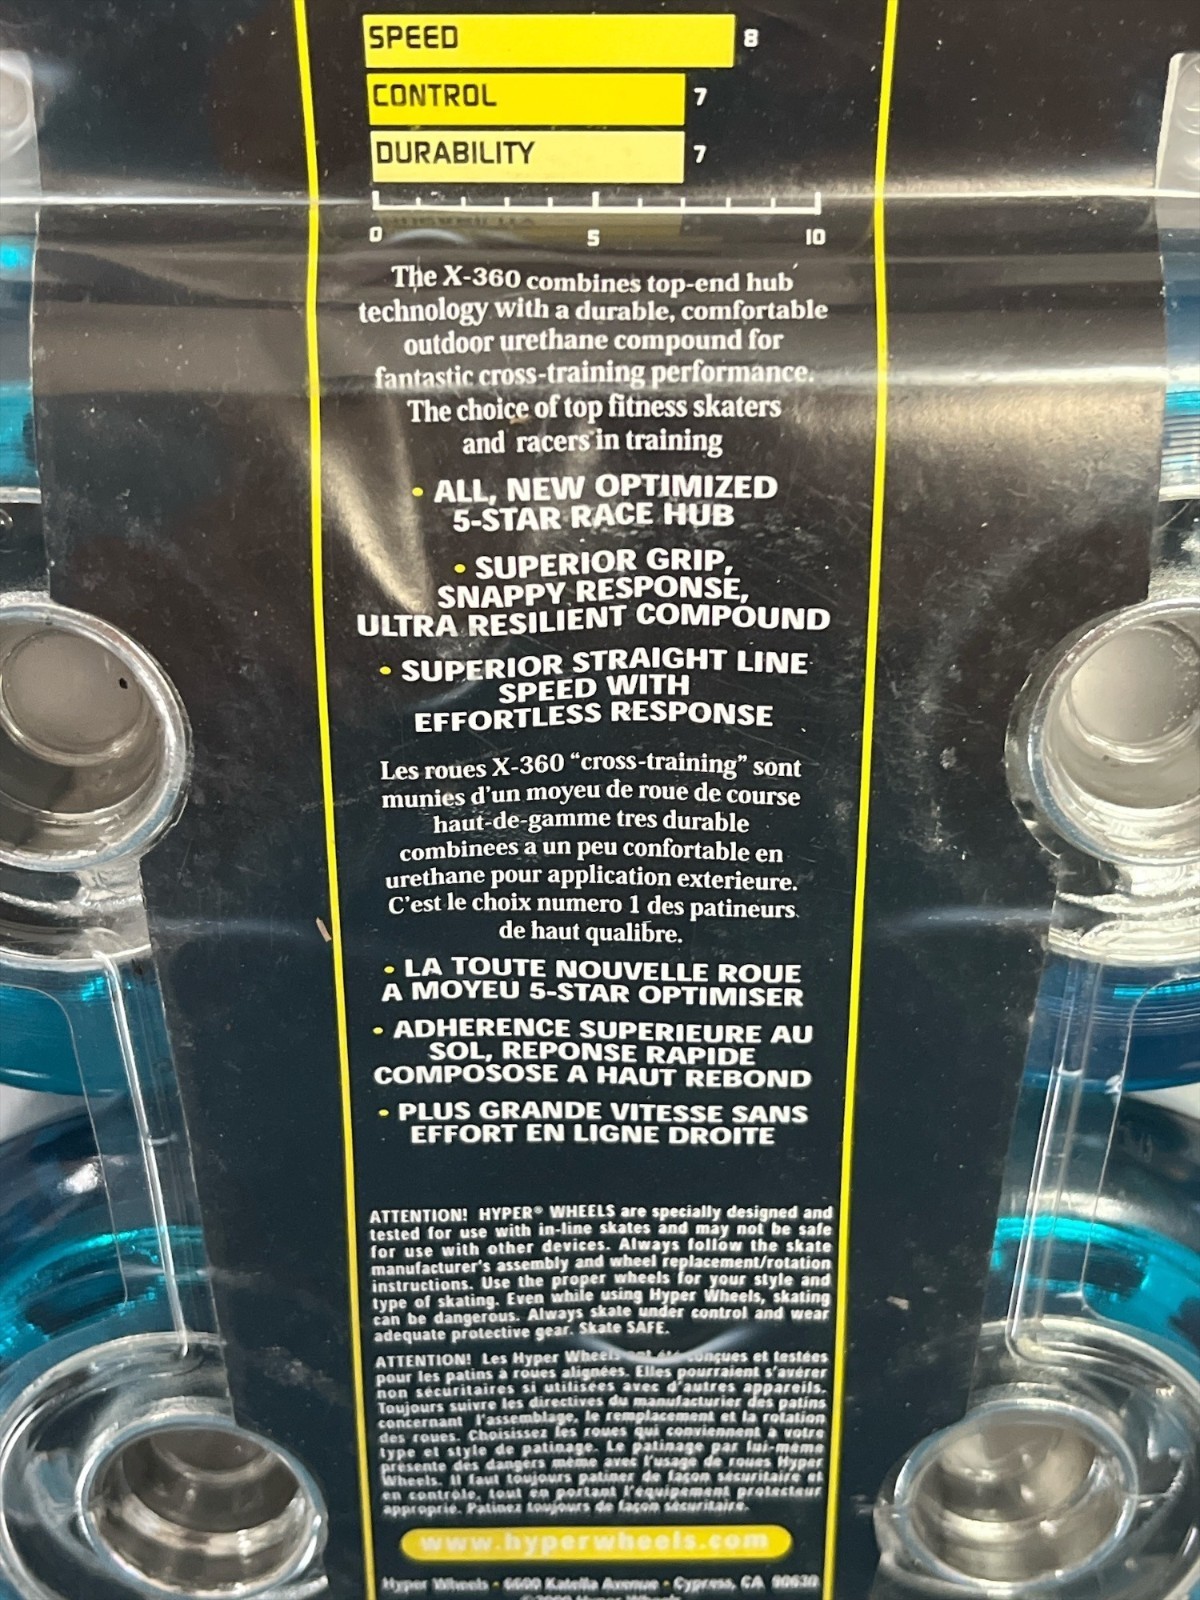 SPEED 8
CONTROL 7
DURABILITY 7
0 5 10
The X-360 combines top-end hub
technology with a durable, comfortable
outdoor urethane compound for
fantastic cross-training performance.
The choice of top fitness skaters
and racers in training
• ALL, NEW OPTIMIZED
5-STAR RACE HUB
• SUPERIOR GRIP,
SNAPPY RESPONSE,
ULTRA RESILIENT COMPOUND
• SUPERIOR STRAIGHT LINE
SPEED WITH
EFFORTLESS RESPONSE
Les roues X-360 “cross-training” sont
munies d’un moyeu de roue de course
haut-de-gamme tres durable
combinees a un peu confortable en
urethane pour application exterieure.
C’est le choix numero 1 des patineurs
de haut qualibre.
• LA TOUTE NOUVELLE ROUE
A MOYEU 5-STAR OPTIMISER
• ADHERENCE SUPERIEURE AU
SOL, REPONSE RAPIDE
COMPOSOSE A HAUT REBOND
• PLUS GRANDE VITESSE SANS
EFFORT EN LIGNE DROITE
ATTENTION! HYPER® WHEELS are specially designed and
tested for use with in-line skates and may not be safe
for use with other devices. Always follow the skate
manufacturer's assembly and wheel replacement/rotation
instructions. Use the proper wheels for your style and
type of skating. Even while using Hyper Wheels, skating
can be dangerous. Always skate under control and wear
adequate protective gear. Skate SAFE.
ATTENTION! Les Hyper Wheels ont été conçues et testées
pour les patins à roues alignées. Elles pourraient s'avérer
non sécuritaires si utilisées avec d'autres appareils.
Toujours suivre les directives du manufacturier des patins
concernant l'assemblage, le remplacement et la rotation
des roues. Choisissez les roues qui conviennent à votre
type et style de patinage. Le patinage par lui-même
présente des dangers même avec l'usage de roues Hyper
Wheels. Il faut toujours patiner de façon sécuritaire et
en contrôle, tout en portant l'équipement protecteur
approprié. Patinez toujours de façon sécuritaire.
www.hyperwheels.com
Hyper Wheels • 6600 Katella Avenue • Cypress, CA 90630
Hyper Wheels